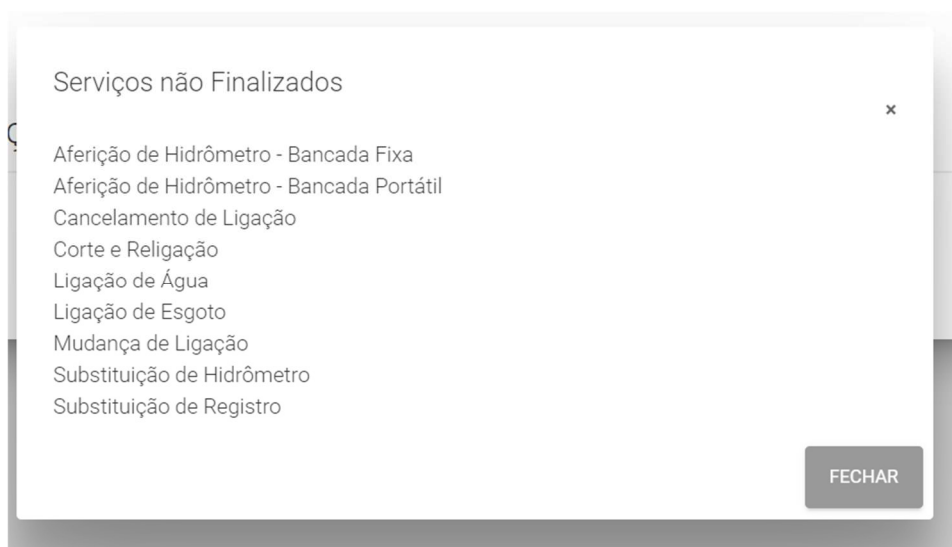 Serviços não Finalizados
×
Aferição de Hidrômetro - Bancada Fixa
Aferição de Hidrômetro - Bancada Portátil
Cancelamento de Ligação
Corte e Religação
Ligação de Água
Ligação de Esgoto
Mudança de Ligação
Substituição de Hidrômetro
Substituição de Registro
FECHAR